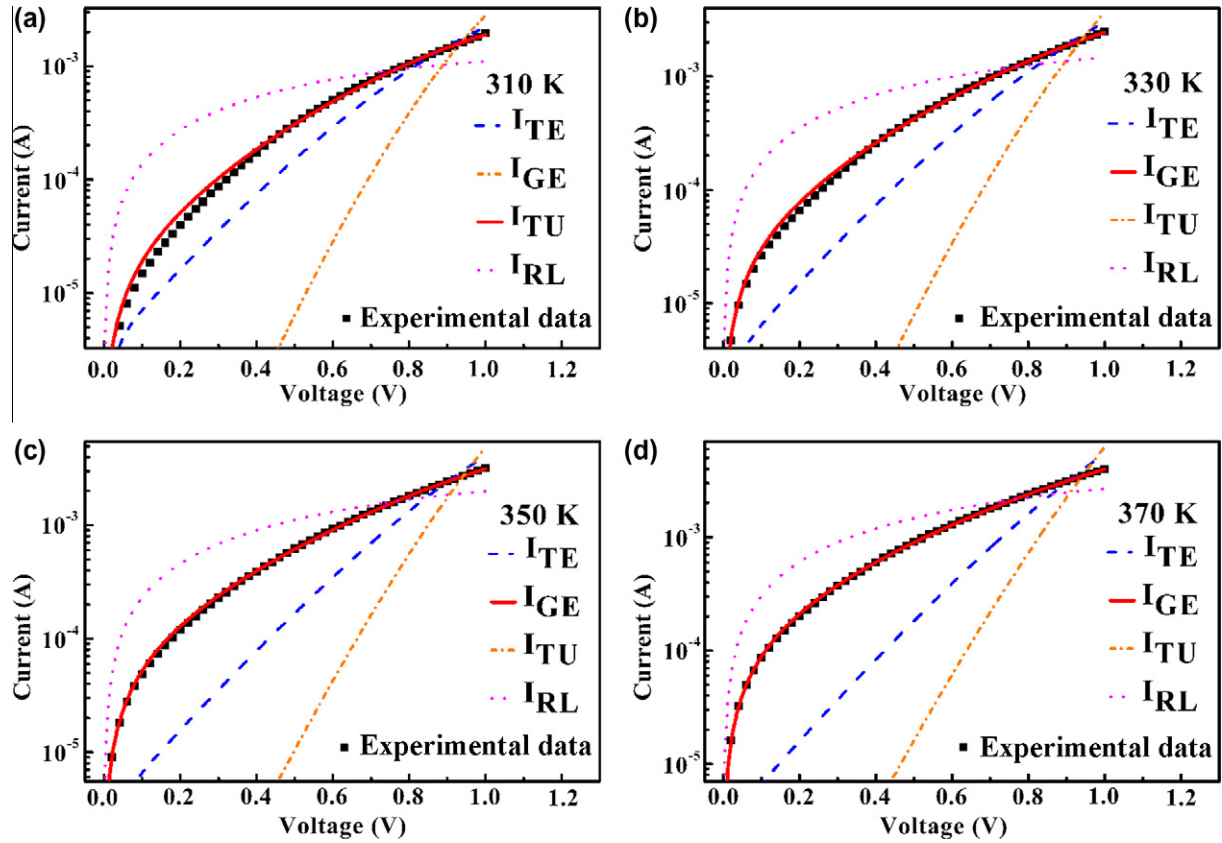 (a)
10⁻³
10⁻⁴
10⁻⁵
Current (A)
0.0 0.2 0.4 0.6 0.8 1.0 1.2
Voltage (V)
310 K
I_TE
I_GE
I_TU
I_RL
Experimental data
(b)
10⁻³
10⁻⁴
10⁻⁵
Current (A)
0.0 0.2 0.4 0.6 0.8 1.0 1.2
Voltage (V)
330 K
I_TE
I_GE
I_TU
I_RL
Experimental data
(c)
10⁻³
10⁻⁴
10⁻⁵
Current (A)
0.0 0.2 0.4 0.6 0.8 1.0 1.2
Voltage (V)
350 K
I_TE
I_GE
I_TU
I_RL
Experimental data
(d)
10⁻³
10⁻⁴
10⁻⁵
Current (A)
0.0 0.2 0.4 0.6 0.8 1.0 1.2
Voltage (V)
370 K
I_TE
I_GE
I_TU
I_RL
Experimental data